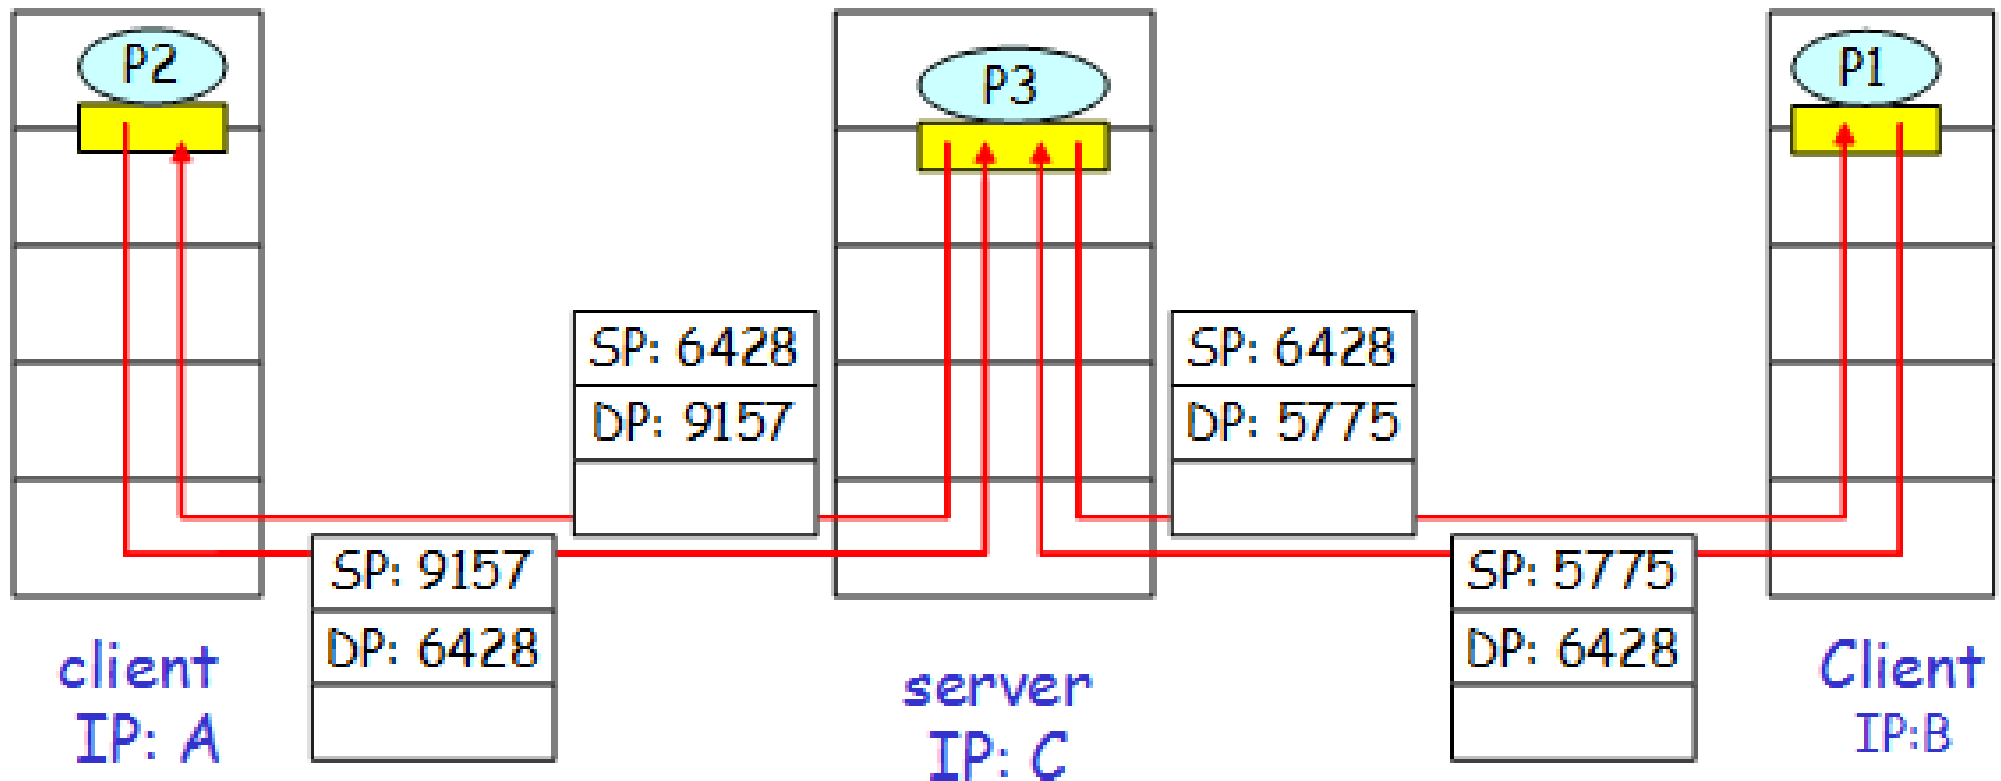 P2
P3
P1
SP: 6428
DP: 9157
SP: 6428
DP: 5775
SP: 9157
DP: 6428
SP: 5775
DP: 6428
client
IP: A
server
IP: C
Client
IP:B